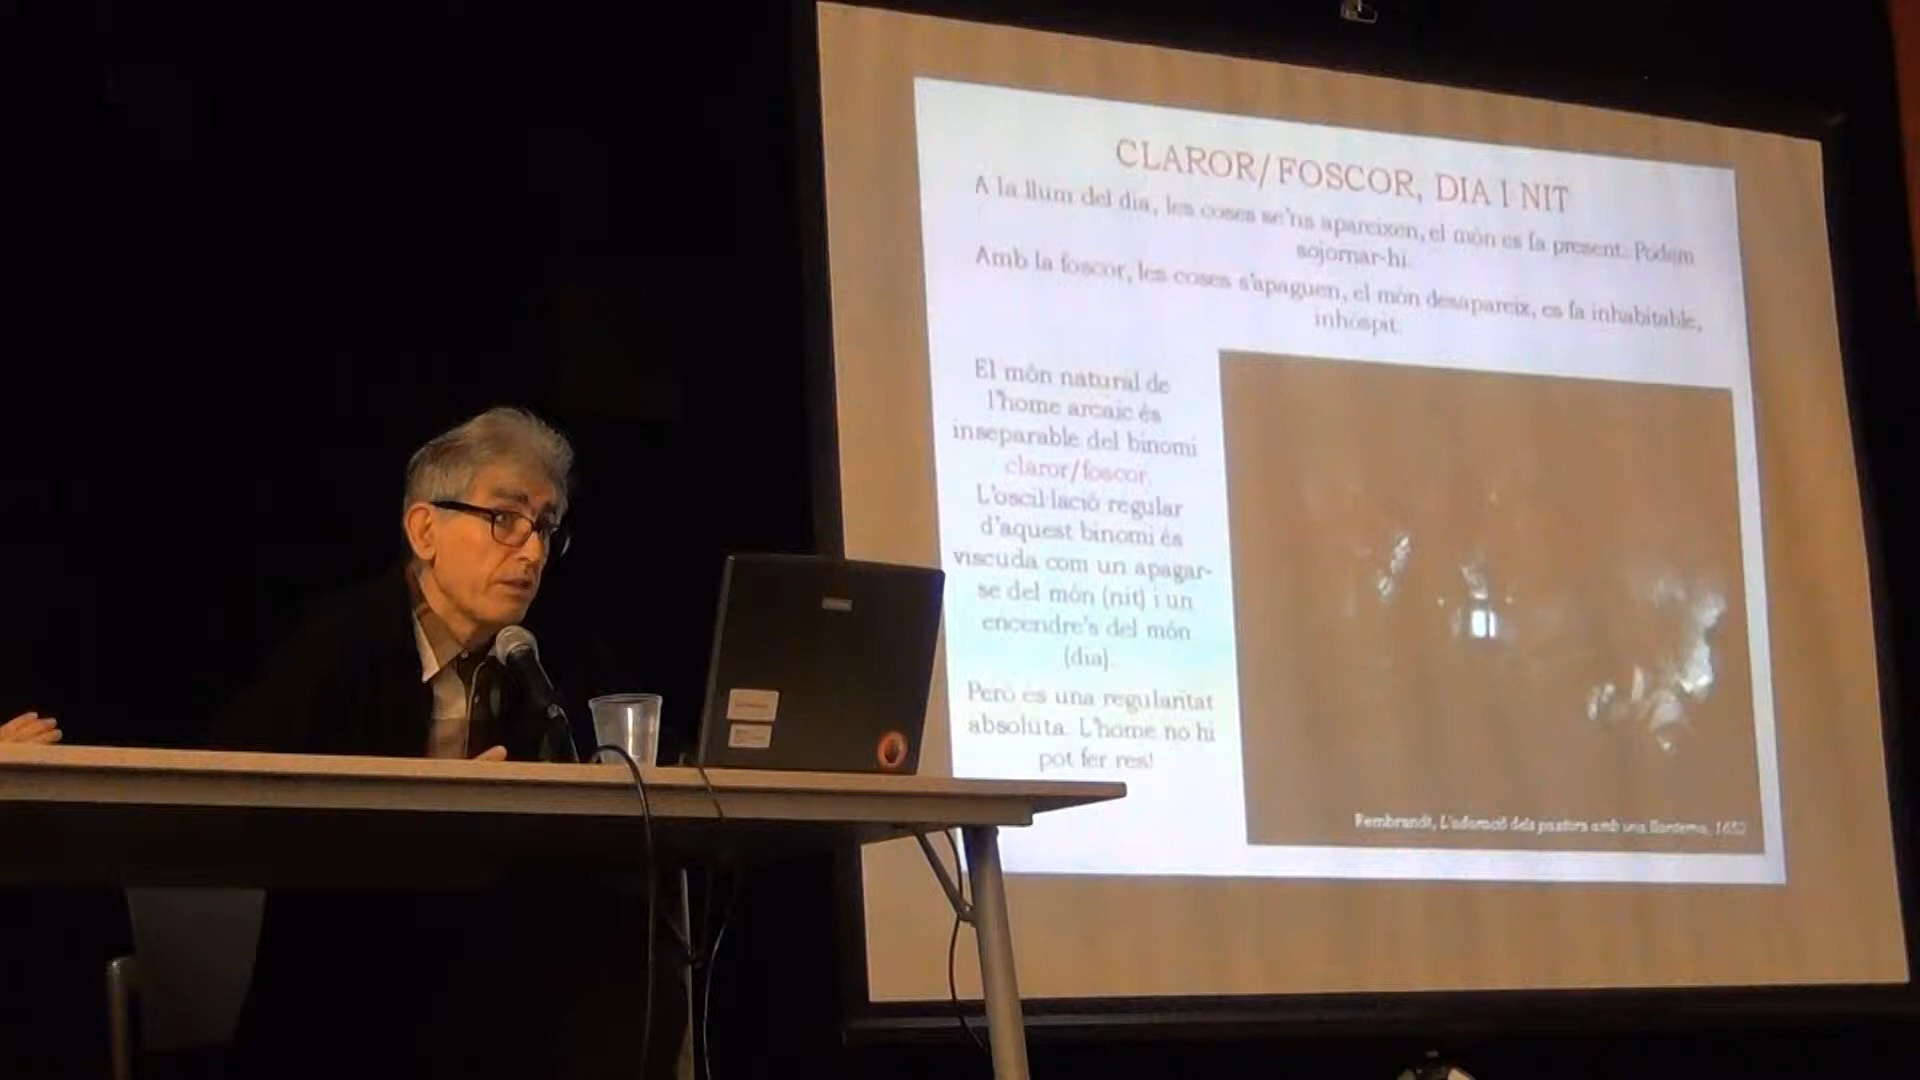 CLAROR/FOSCOR, DIA I NIT
A la llum del dia, les coses se'ns apareixen, el món es fa present. Podem
sojornar-hi.
Amb la foscor, les coses s'apaguen, el món desapareix, es fa inhabitable,
inhòspit.
El món natural de
l'home arcaic és
inseparable del binomi
claror/foscor.
L'oscil·lació regular
d'aquest binomi és
viscuda com un apagar-
se del món (nit) i un
encendre's del món
(dia).
Però és una regularitat
absoluta. L'home no hi
pot fer res!
Rembrandt, L'adoració dels pastors amb una llanterna, 1652